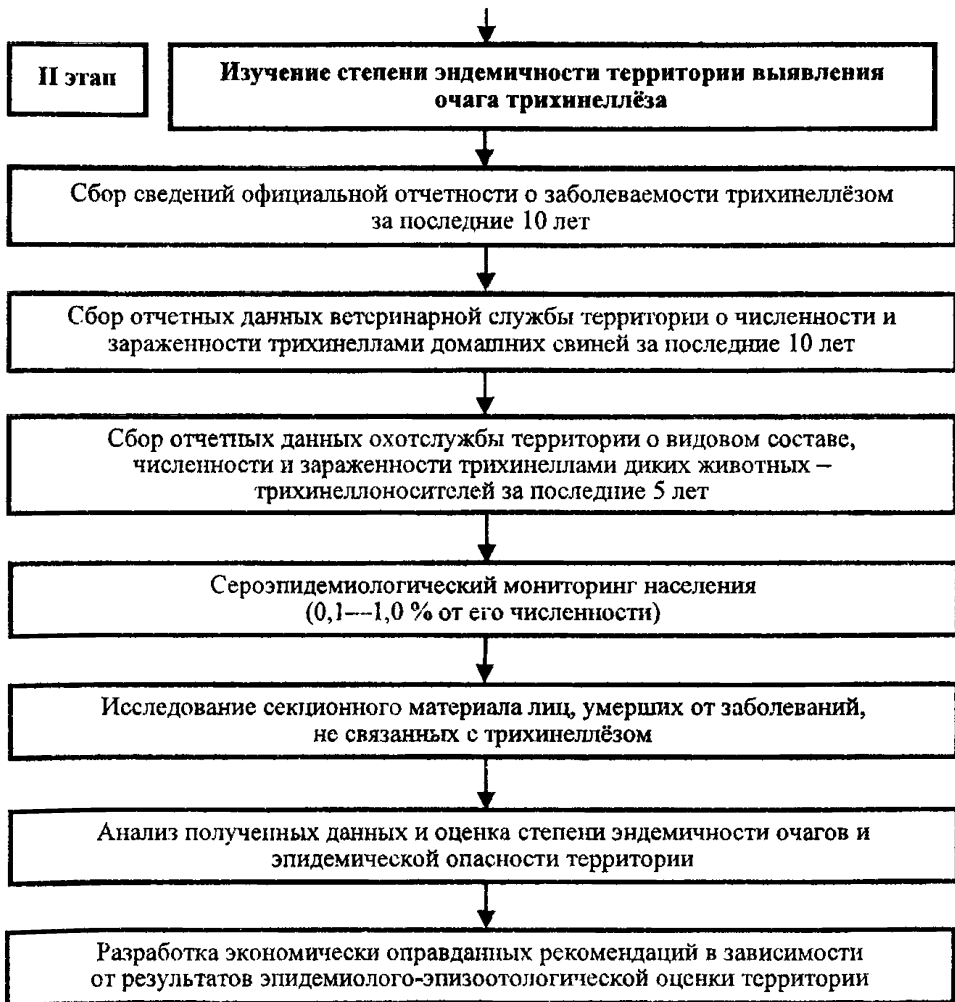 II этап
Изучение степени эндемичности территории выявления
очага трихинеллёза
Сбор сведений официальной отчетности о заболеваемости трихинеллёзом
за последние 10 лет
Сбор отчетных данных ветеринарной службы территории о численности и
зараженности трихинеллами домашних свиней за последние 10 лет
Сбор отчетных данных охотслужбы территории о видовом составе,
численности и зараженности трихинеллами диких животных –
трихинеллоносителей за последние 5 лет
Сероэпидемиологический мониторинг населения
(0,1—1,0 % от его численности)
Исследование секционного материала лиц, умерших от заболеваний,
не связанных с трихинеллёзом
Анализ полученных данных и оценка степени эндемичности очагов и
эпидемической опасности территории
Разработка экономически оправданных рекомендаций в зависимости
от результатов эпидемиолого-эпизоотологической оценки территории